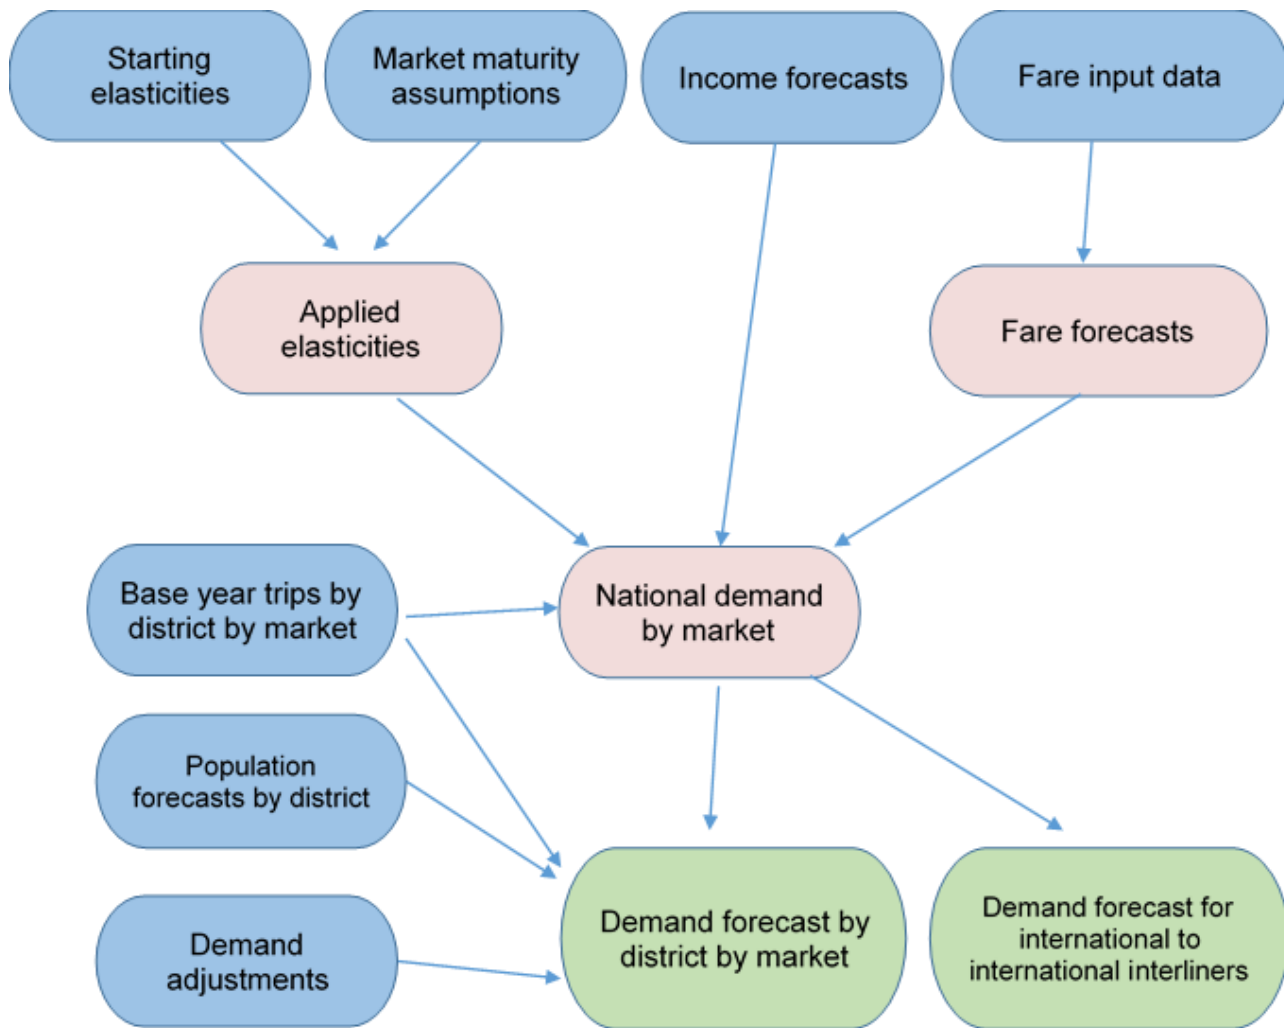 Starting
elasticities
Market maturity
assumptions
Income forecasts
Fare input data
Applied
elasticities
Fare forecasts
Base year trips by
district by market
National demand
by market
Population
forecasts by district
Demand
adjustments
Demand forecast by
district by market
Demand forecast for
international to
international interliners